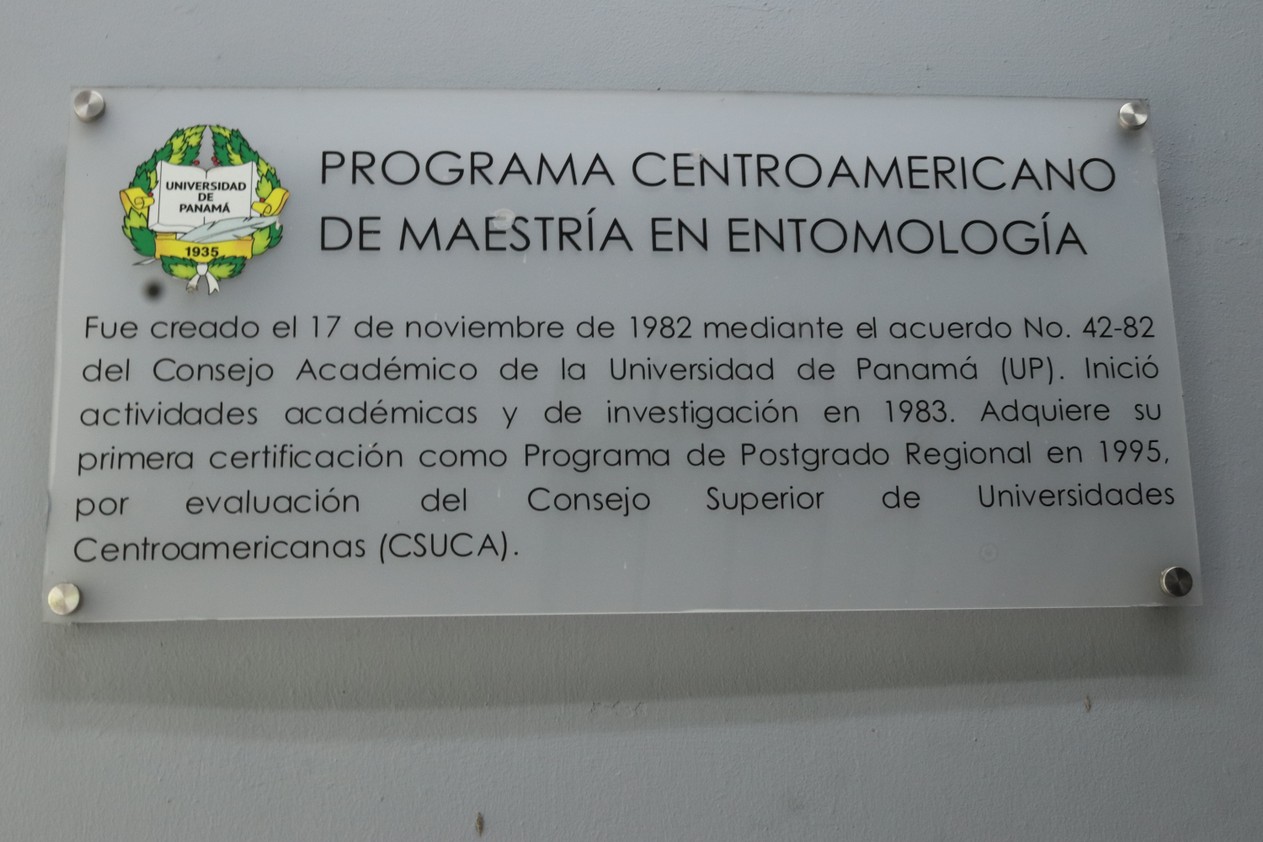 UNIVERSIDAD
DE
PANAMÁ
1935
PROGRAMA CENTROAMERICANO
DE MAESTRÍA EN ENTOMOLOGÍA
Fue creado el 17 de noviembre de 1982 mediante el acuerdo No. 42-82
del Consejo Académico de la Universidad de Panamá (UP). Inició
actividades académicas y de investigación en 1983. Adquiere su
primera certificación como Programa de Postgrado Regional en 1995,
por evaluación del Consejo Superior de Universidades
Centroamericanas (CSUCA).